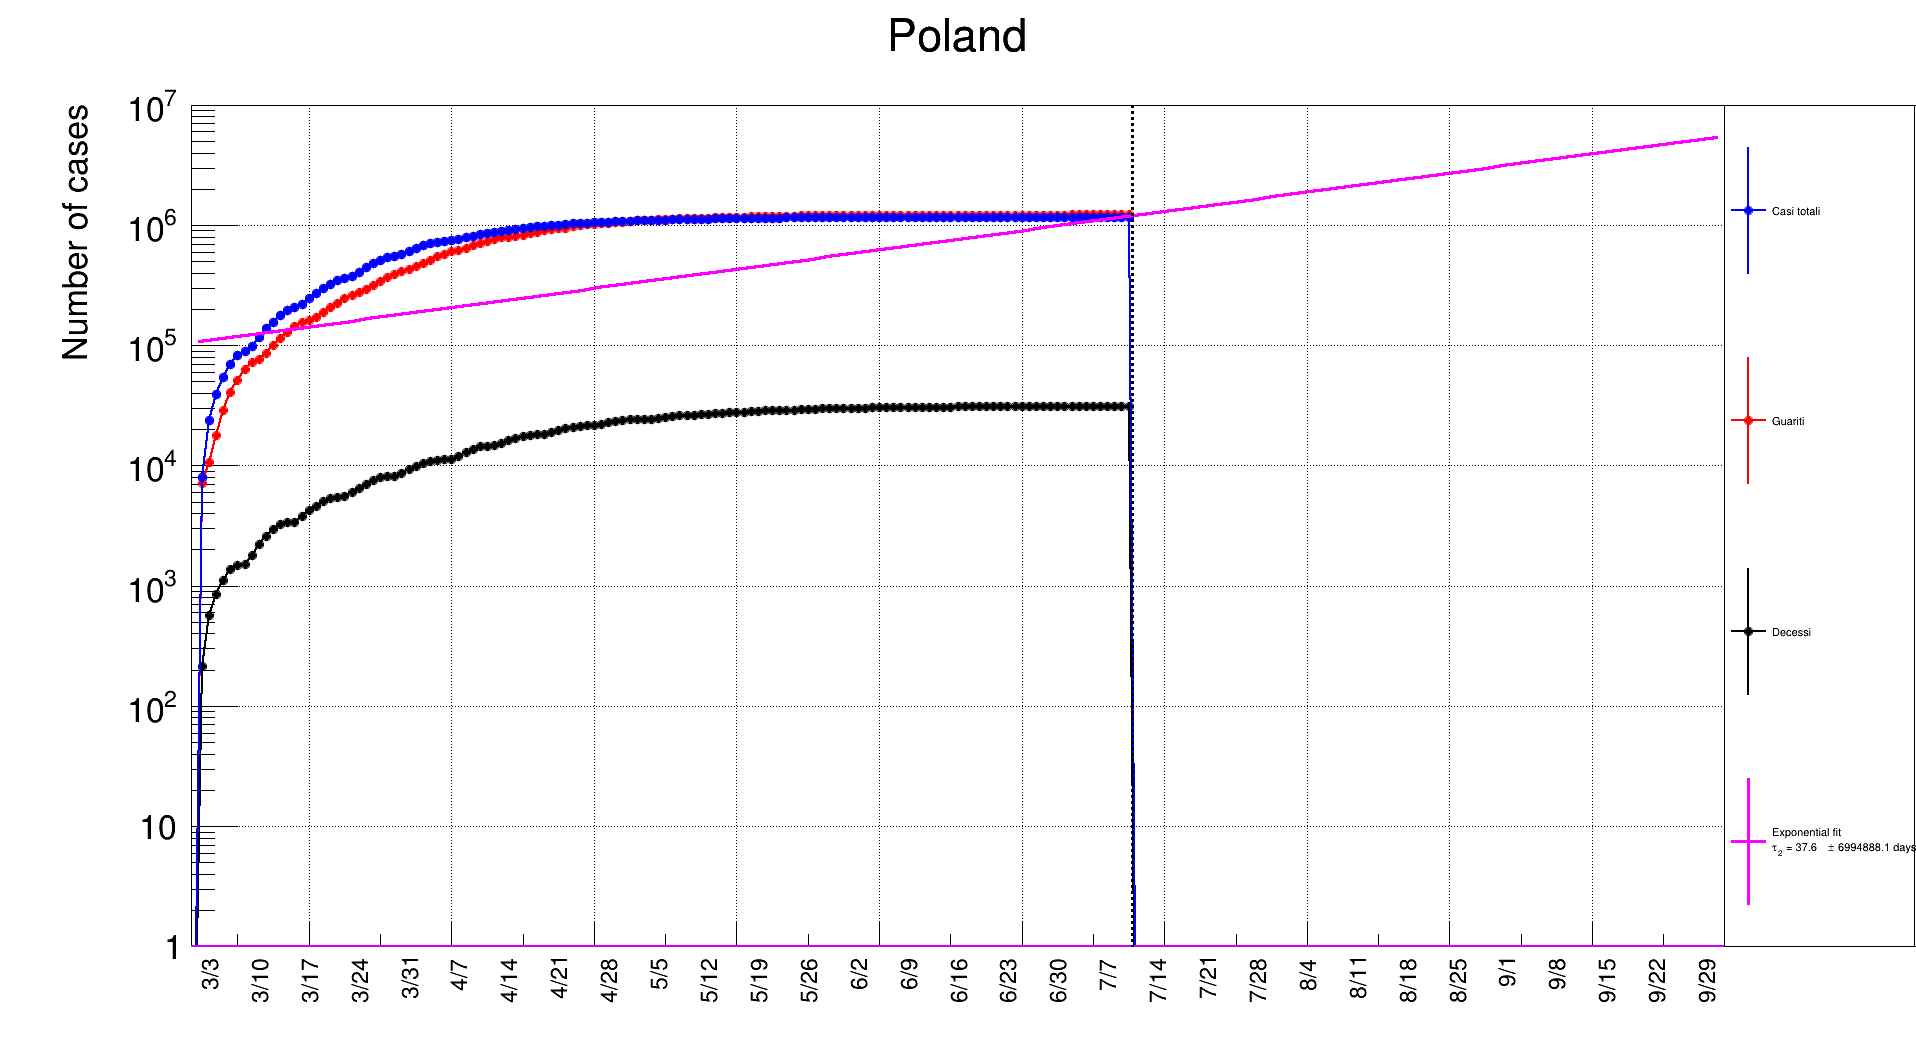 Poland
Number of cases
10^7
10^6
10^5
10^4
10^3
10^2
10
1
3/3 3/10 3/17 3/24 3/31 4/7 4/14 4/21 4/28 5/5 5/12 5/19 5/26 6/2 6/9 6/16 6/23 6/30 7/7 7/14 7/21 7/28 8/4 8/11 8/18 8/25 9/1 9/8 9/15 9/22 9/29
Casi totali
Guariti
Decessi
Exponential fit
τ_2 = 37.6 ± 6994888.1 days